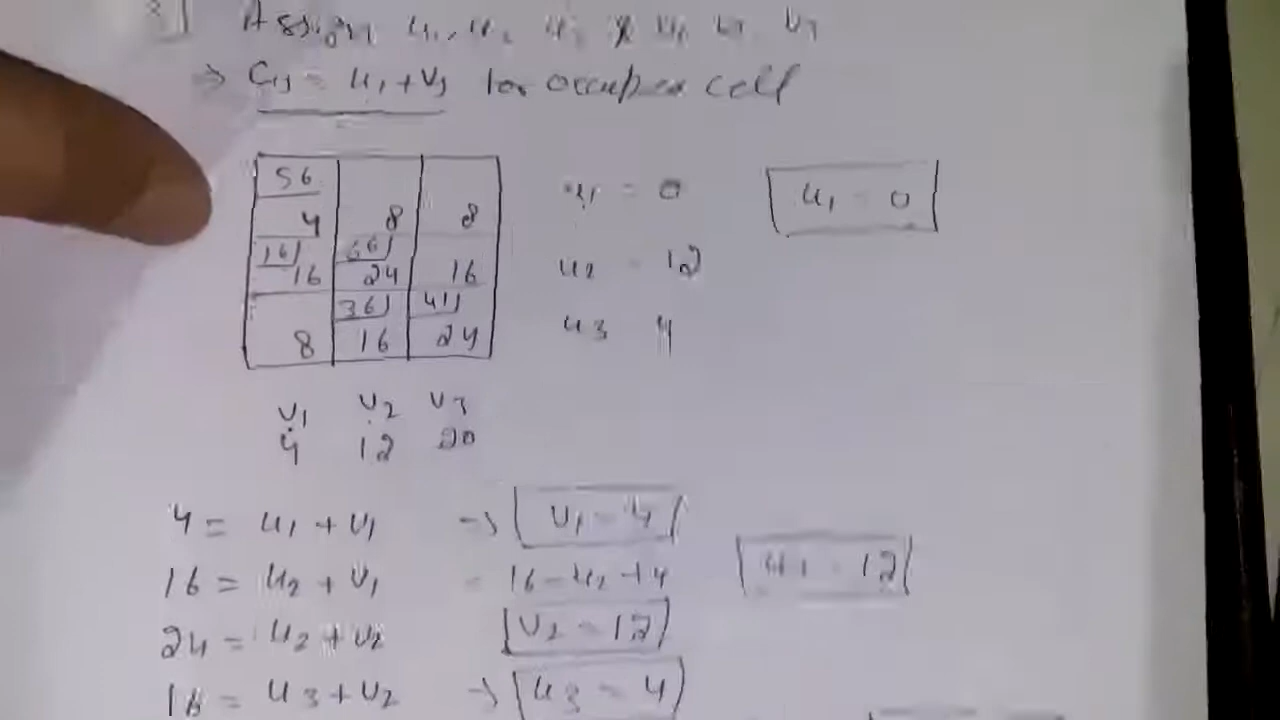 3] Assign u1, u2, u3 & v1 v2 v3
⇒ Cij = ui + vj for occupied cell
56
4 8 8
16 66
16 24 16
36 41
8 16 24
u1 = 0
u2 = 12
u3 4
u1 = 0
v1 v2 v3
4 12 20
4 = u1 + v1 → v1 = 4
16 = u2 + v1 = 16 = u2 + 4
= 12
24 = u2 + v2 v2 = 12
16 = u3 + v2 → u3 = 4